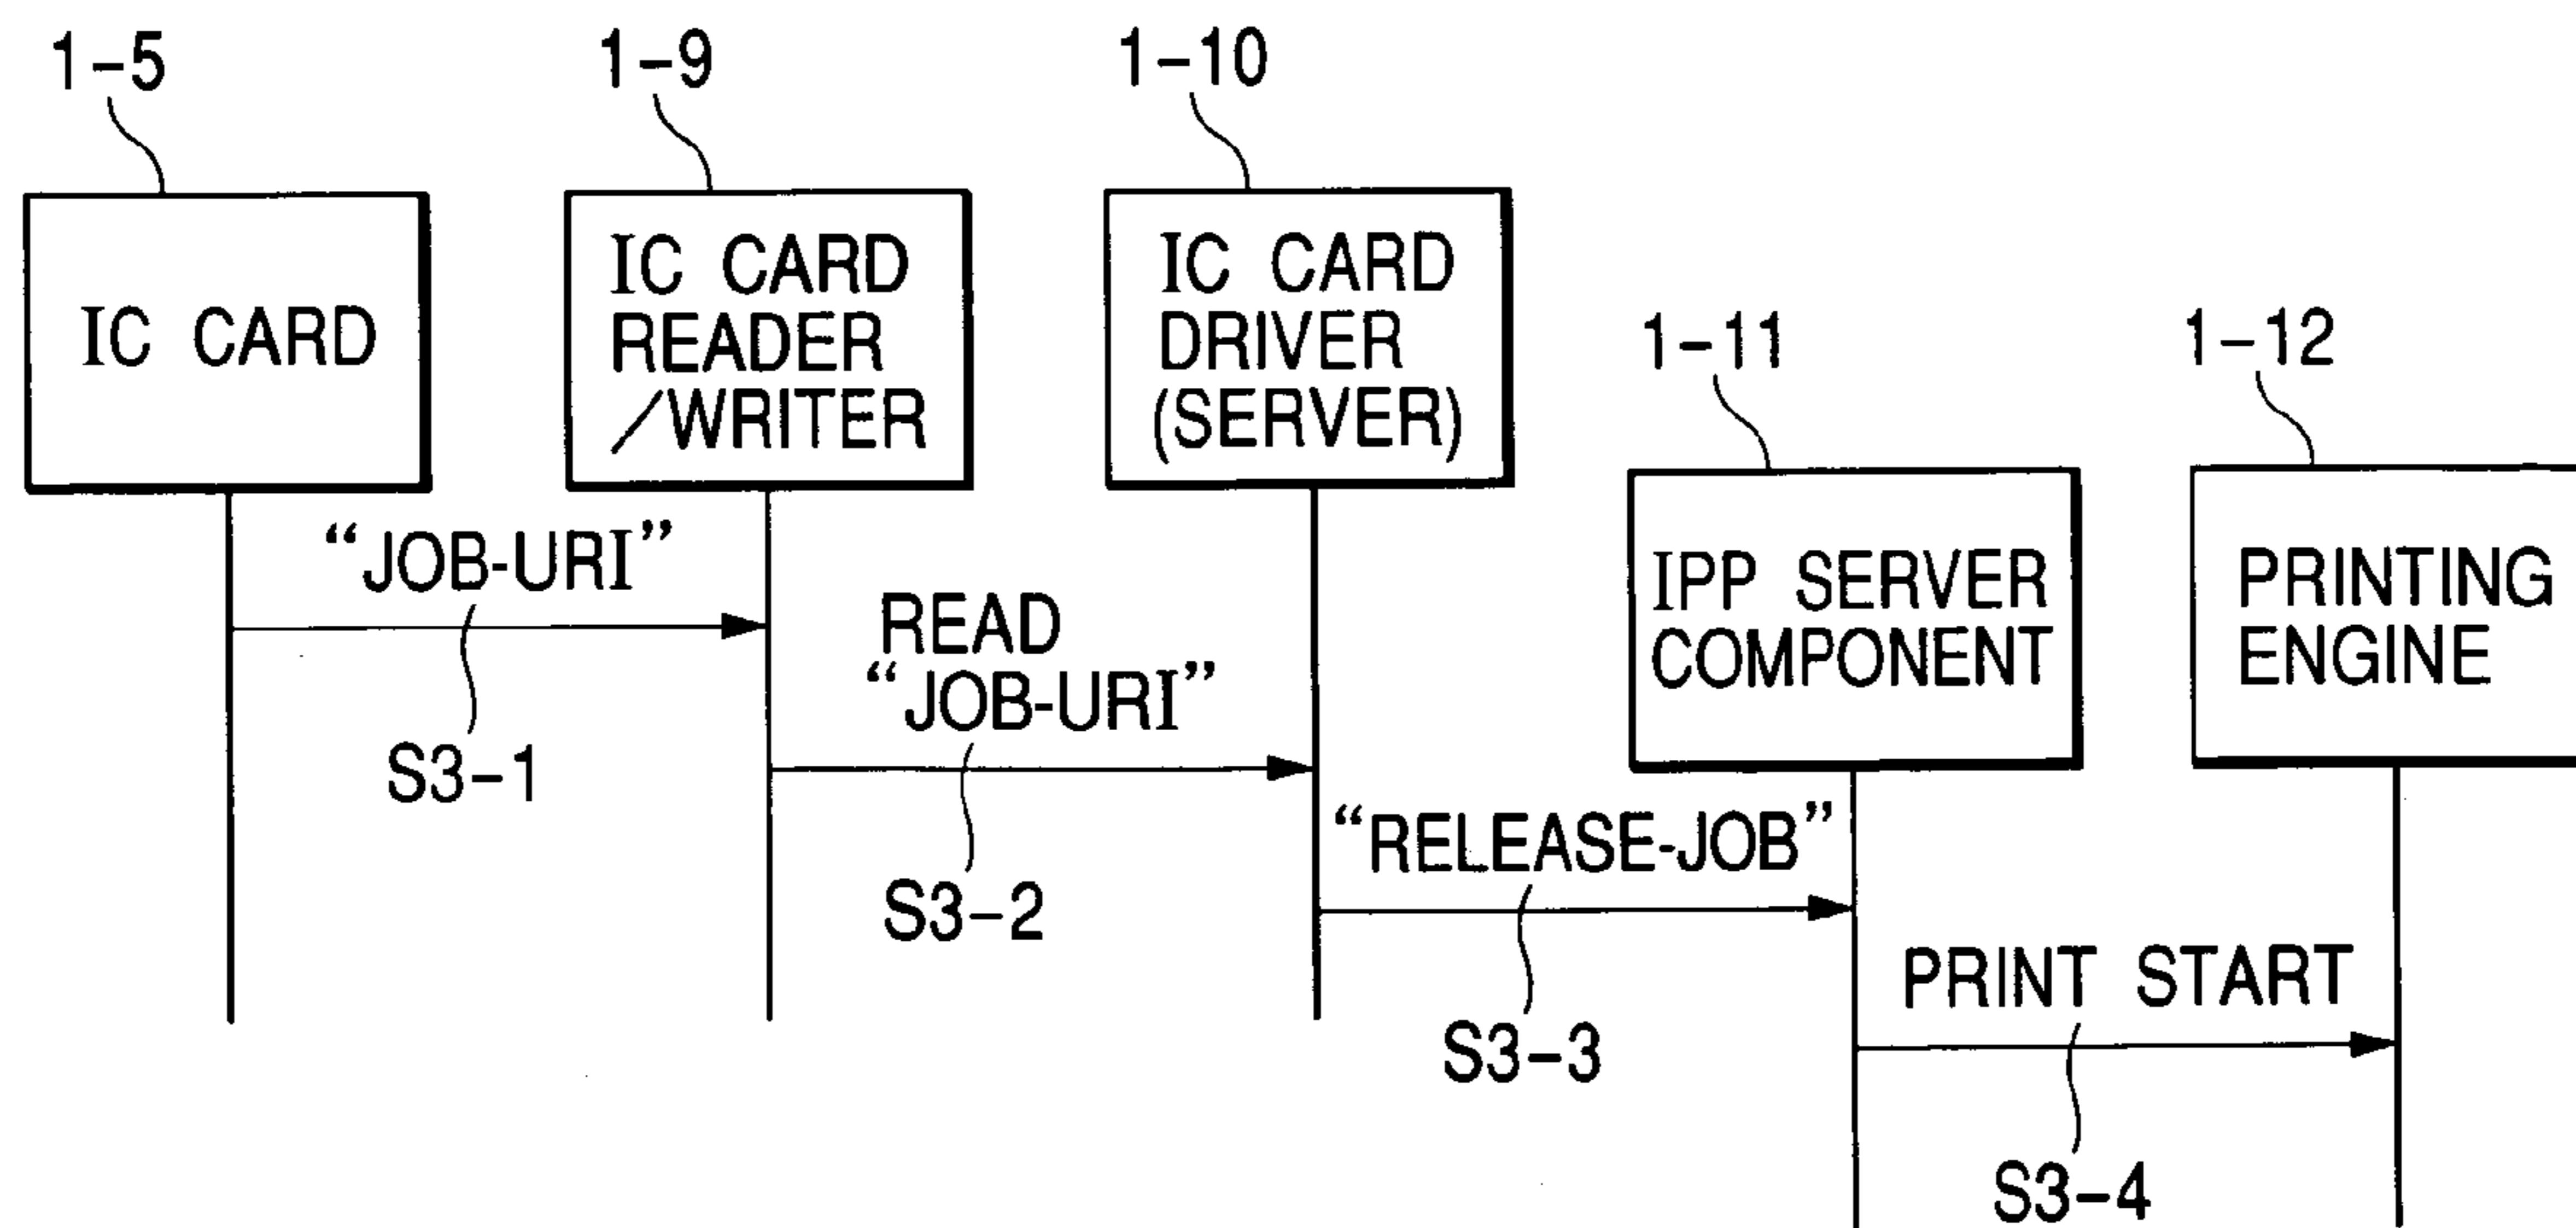 1-5
1-9
1-10
1-11
1-12
IC CARD
IC CARD
READER
/WRITER
IC CARD
DRIVER
(SERVER)
IPP SERVER
COMPONENT
PRINTING
ENGINE
“JOB-URI”
S3-1
READ
“JOB-URI”
S3-2
“RELEASE-JOB”
S3-3
PRINT START
S3-4